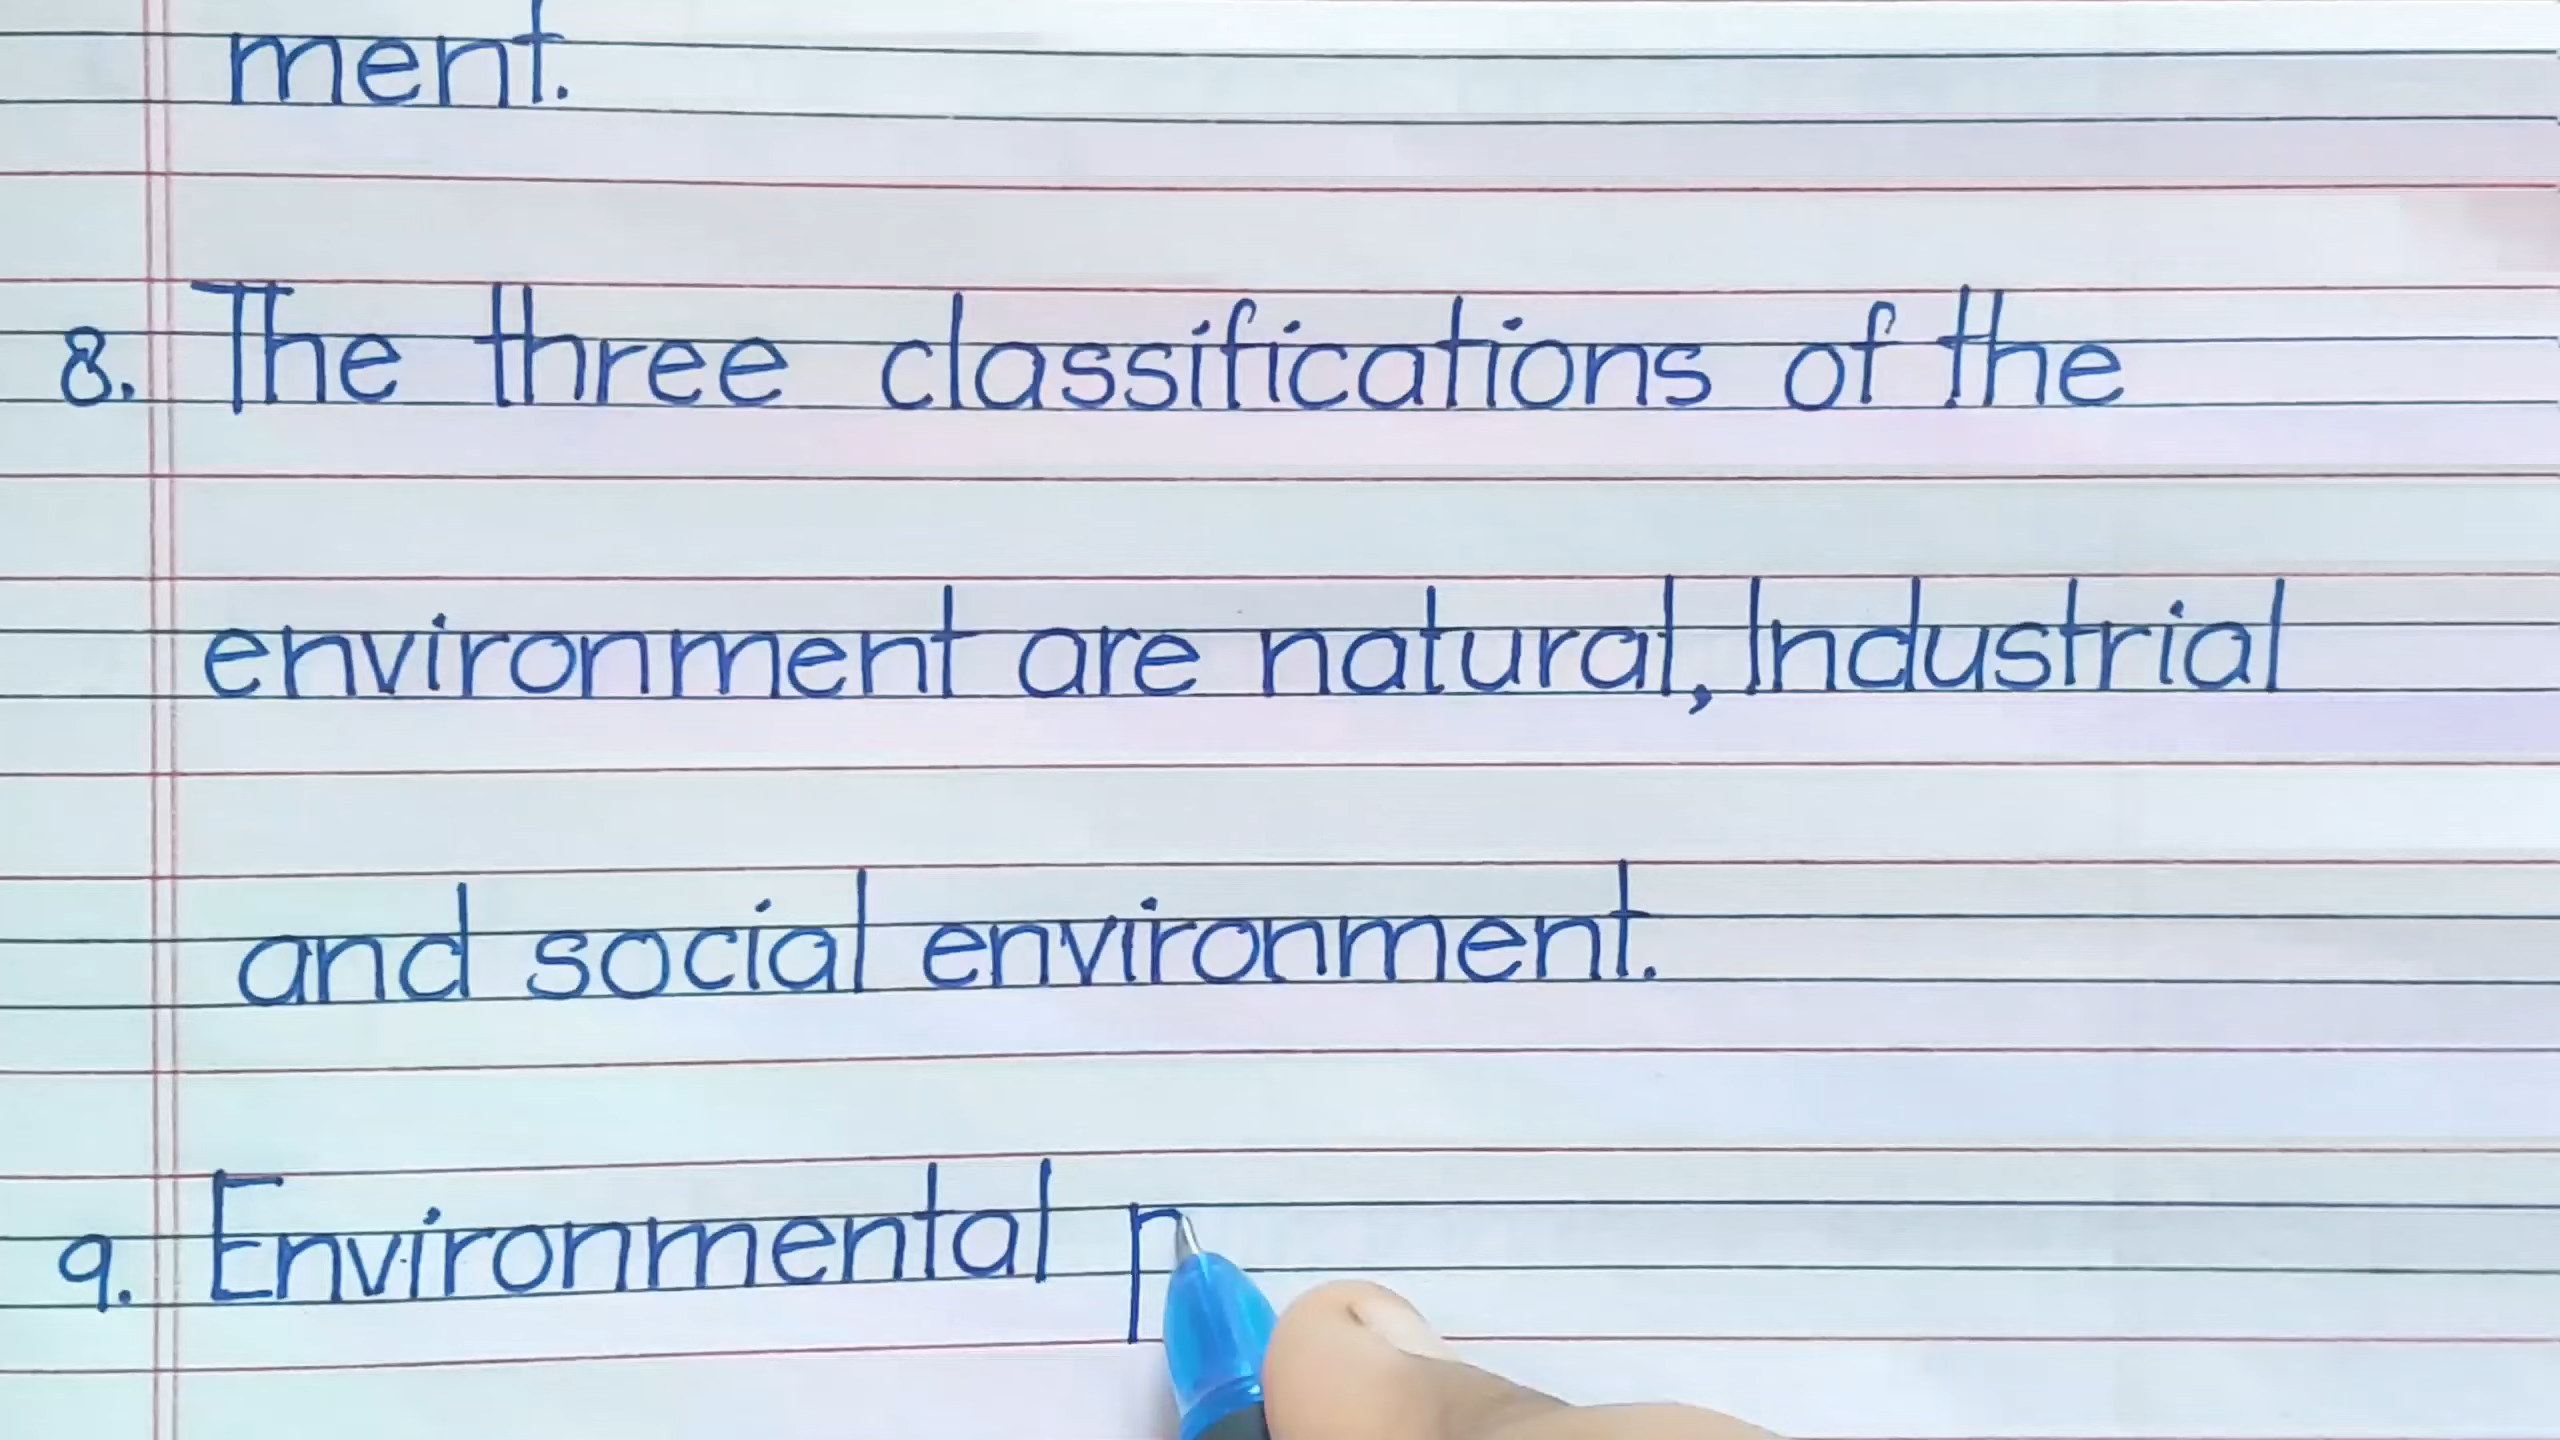 ment.
8. The three classifications of the
environment are natural, Industrial
and social environment.
9. Environmental